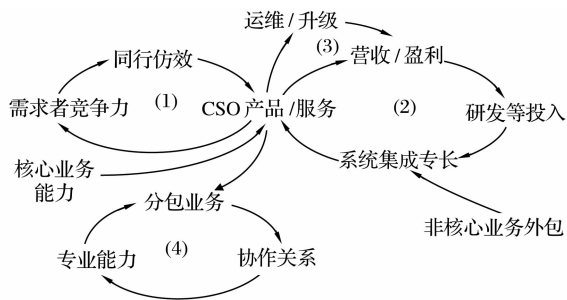 运维/升级
(3)
营收/盈利
同行仿效
需求者竞争力
(1)
CSO产品/服务
(2)
研发等投入
系统集成专长
核心业务
能力
分包业务
非核心业务外包
专业能力
(4)
协作关系